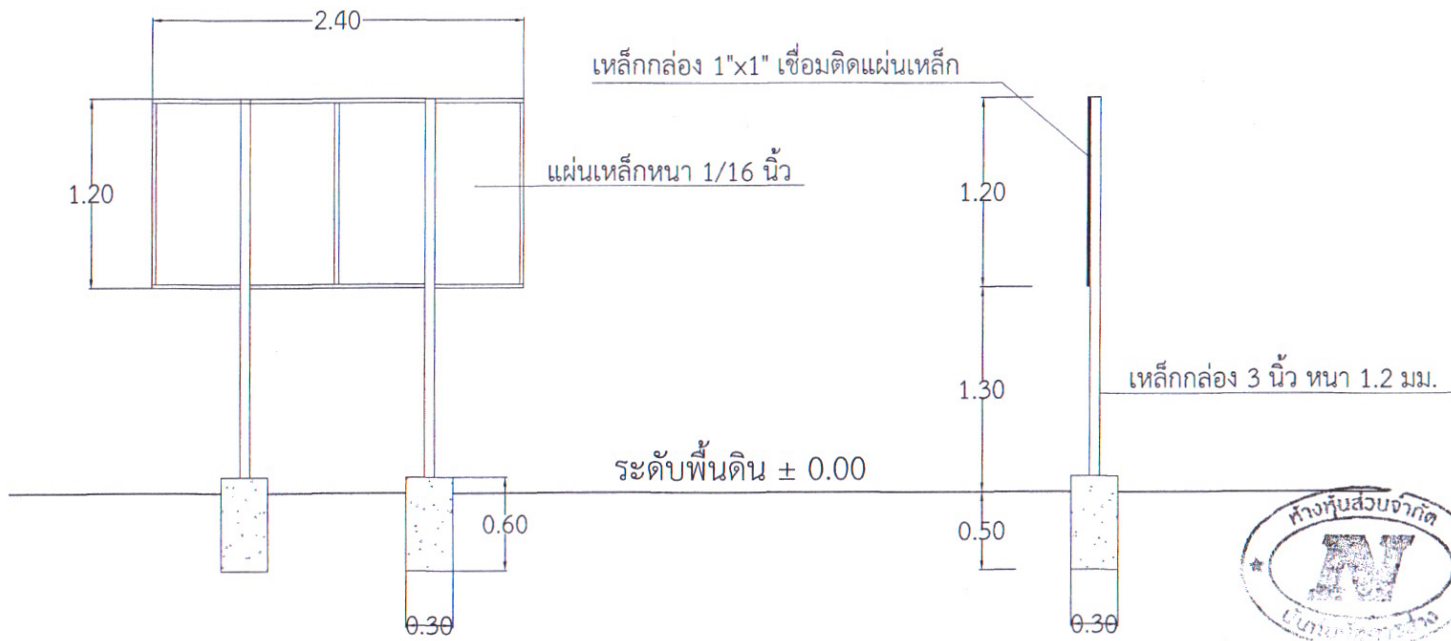 2.40
เหล็กกล่อง 1"x1" เชื่อมติดแผ่นเหล็ก
1.20
แผ่นเหล็กหนา 1/16 นิ้ว
1.20
1.30
เหล็กกล่อง 3 นิ้ว หนา 1.2 มม.
ระดับพื้นดิน ± 0.00
0.60
0.50
0.30
0.30
ห้างหุ้นส่วนจำกัด
N